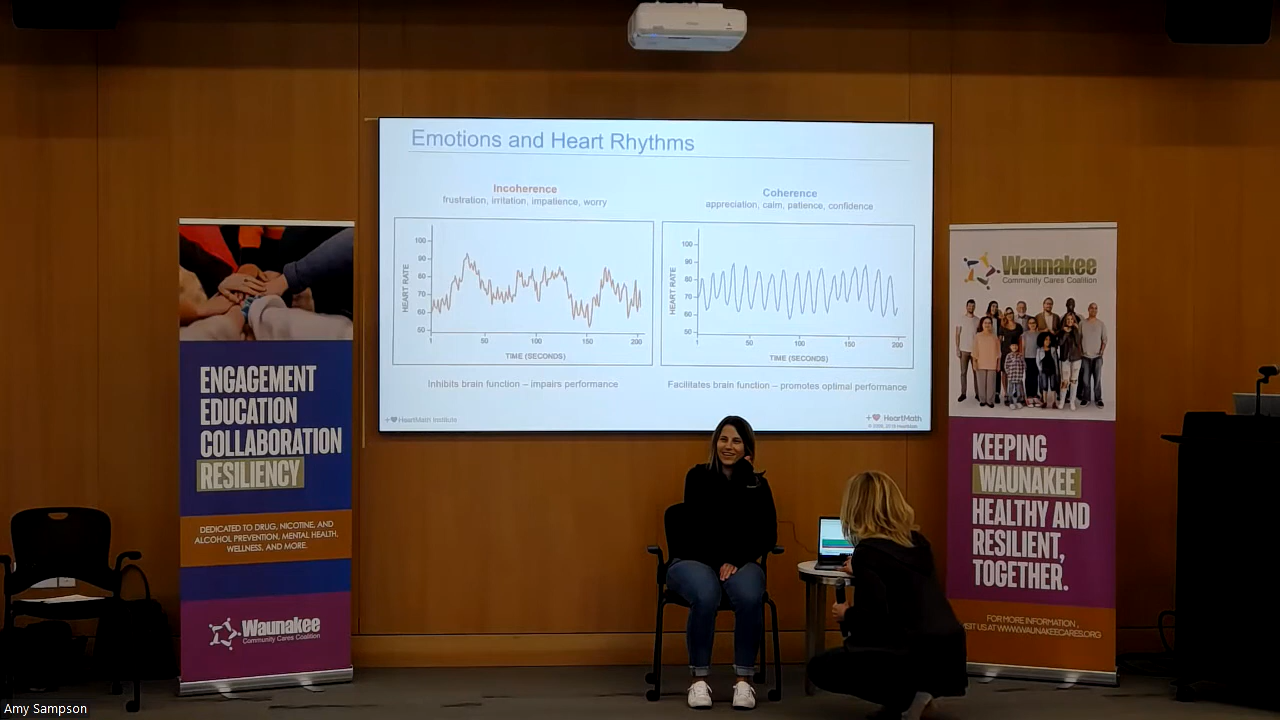 Emotions and Heart Rhythms
Incoherence
frustration, irritation, impatience, worry
HEART RATE
100
90
80
70
60
50
1
50
100
150
200
TIME (SECONDS)
Inhibits brain function – impairs performance
HeartMath Institute
Coherence
appreciation, calm, patience, confidence
HEART RATE
100
90
80
70
60
50
1
50
100
150
200
TIME (SECONDS)
Facilitates brain function – promotes optimal performance
HeartMath
ENGAGEMENT
EDUCATION
COLLABORATION
RESILIENCY
DEDICATED TO DRUG, NICOTINE, AND
ALCOHOL PREVENTION, MENTAL HEALTH,
WELLNESS, AND MORE.
Waunakee
Community Cares Coalition
Waunakee
Community Cares Coalition
KEEPING
WAUNAKEE
HEALTHY AND
RESILIENT,
TOGETHER.
FOR MORE INFORMATION,
VISIT US AT WWW.WAUNAKEECARES.ORG
Amy Sampson